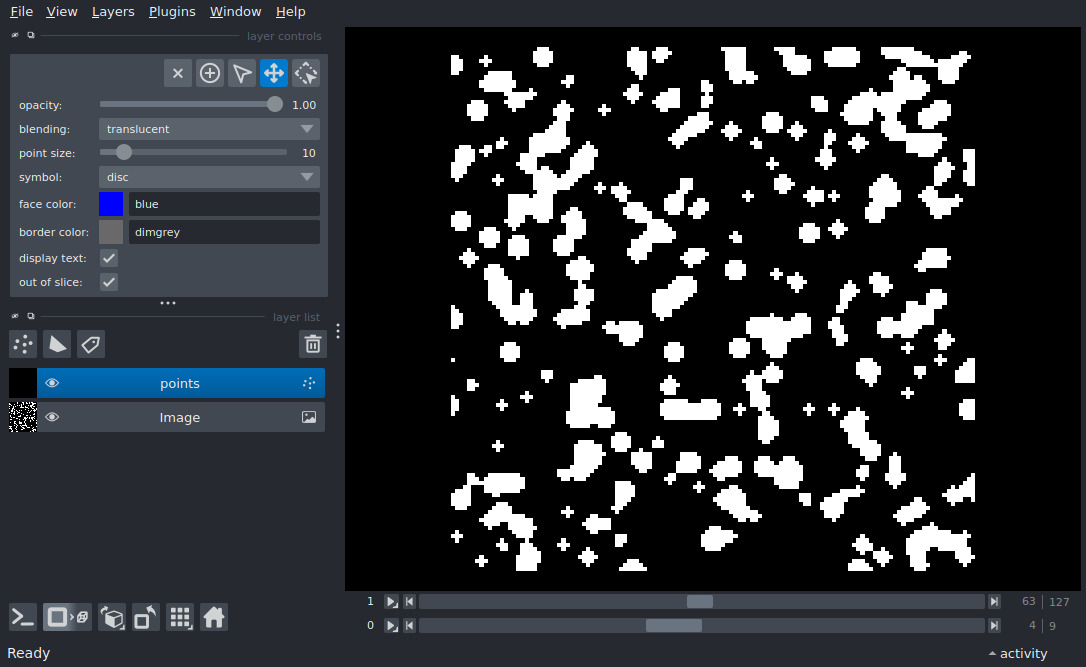 File View Layers Plugins Window Help
layer controls
opacity: 1.00
blending: translucent
point size: 10
symbol: disc
face color: blue
border color: dimgrey
display text:
out of slice:
layer list
points
Image
1 63 | 127
0 4 | 9
Ready activity